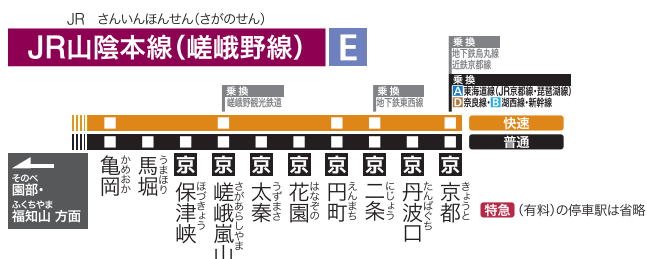 JR さんいんほんせん（さがのせん）
JR山陰本線（嵯峨野線）
E
乗換
嵯峨野観光鉄道
乗換
地下鉄東西線
乗換
地下鉄烏丸線
近鉄京都線
乗換
A東海道線（JR京都線・琵琶湖線）
D奈良線・B湖西線・新幹線
快速
普通
そのべ
園部・
ふくちやま
福知山 方面
亀岡
かめおか
馬堀
うまほり
京
保津峡
ほづきょう
京
嵯峨嵐山
さがあらしやま
京
太秦
うずまさ
京
花園
はなぞの
京
円町
えんまち
京
二条
にじょう
京
丹波口
たんばぐち
京
京都
きょうと
特急（有料）の停車駅は省略